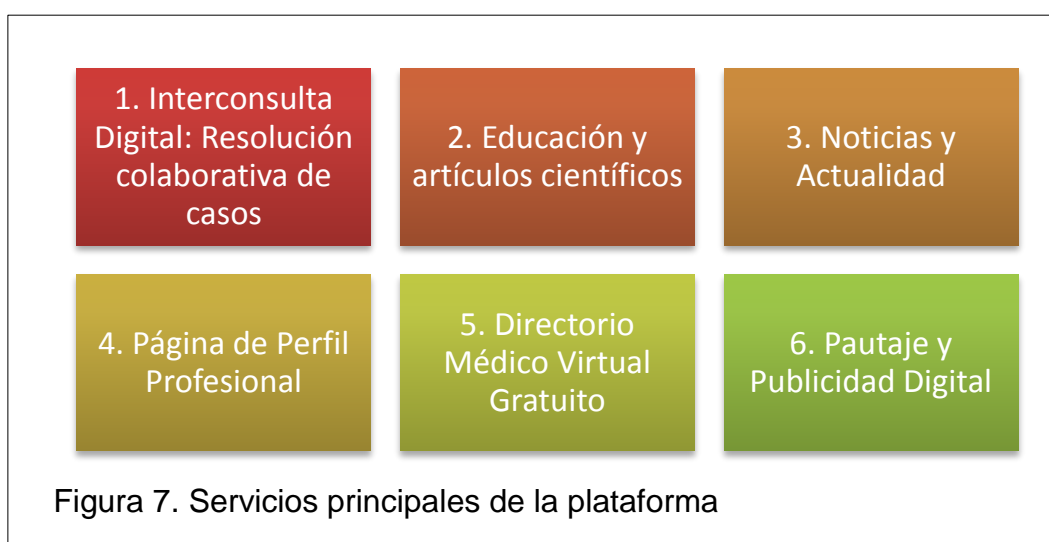 1. Interconsulta
Digital: Resolución
colaborativa de
casos
2. Educación y
artículos científicos
3. Noticias y
Actualidad
4. Página de Perfil
Profesional
5. Directorio
Médico Virtual
Gratuito
6. Pautaje y
Publicidad Digital
Figura 7. Servicios principales de la plataforma